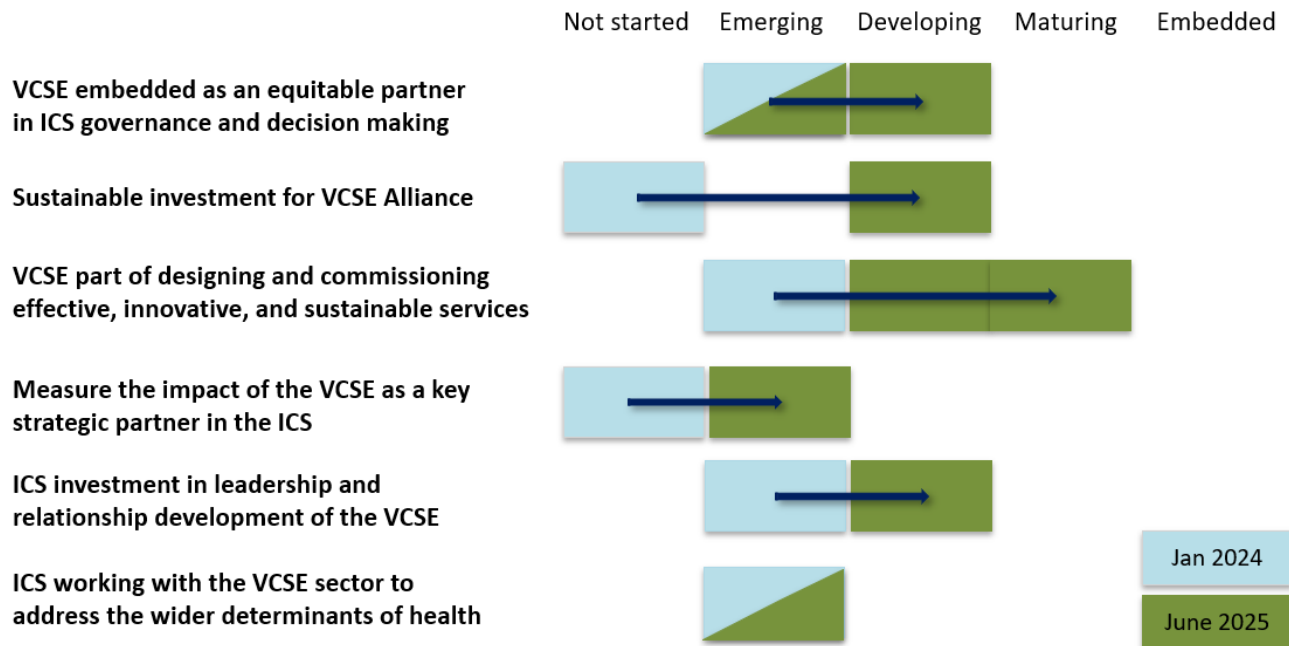 Not started Emerging Developing Maturing Embedded
VCSE embedded as an equitable partner
in ICS governance and decision making
Sustainable investment for VCSE Alliance
VCSE part of designing and commissioning
effective, innovative, and sustainable services
Measure the impact of the VCSE as a key
strategic partner in the ICS
ICS investment in leadership and
relationship development of the VCSE
ICS working with the VCSE sector to
address the wider determinants of health
Jan 2024
June 2025